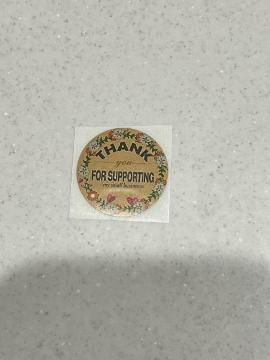 THANK
you
FOR SUPPORTING
my small business